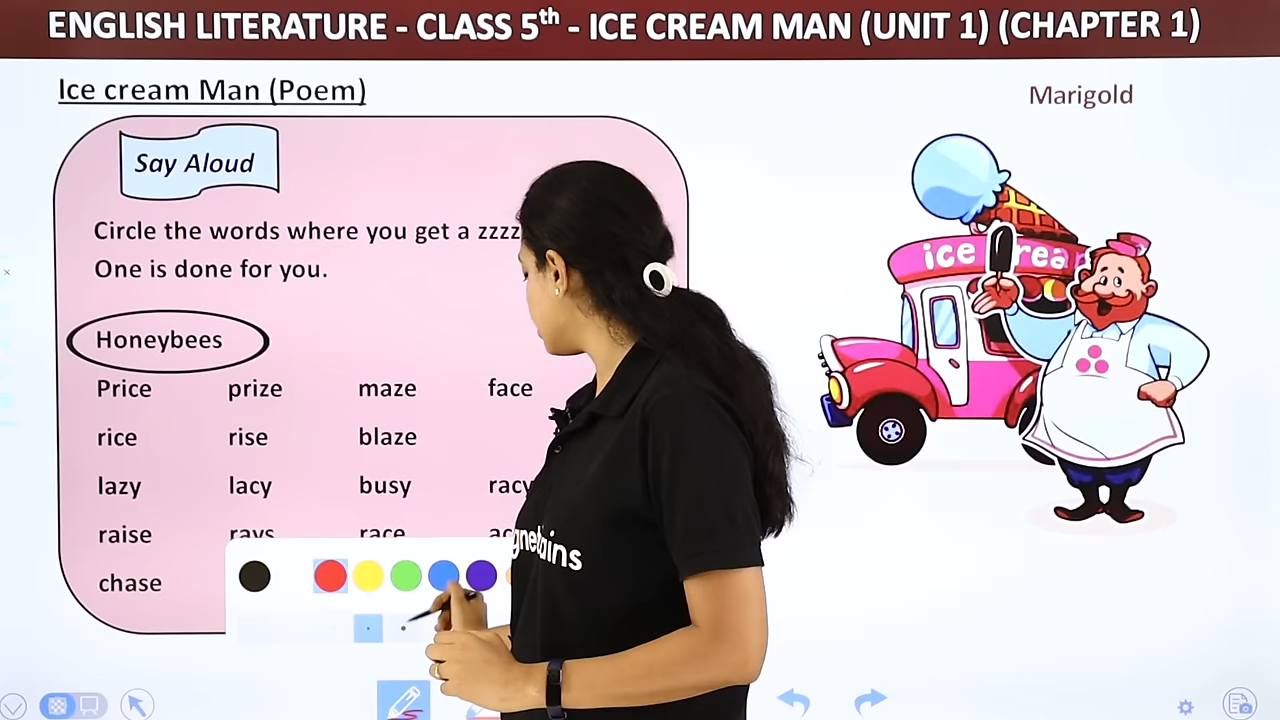 ENGLISH LITERATURE - CLASS 5th - ICE CREAM MAN (UNIT 1) (CHAPTER 1)
Ice cream Man (Poem)
Marigold
Say Aloud
Circle the words where you get a zzzz
One is done for you.
Honeybees
Price prize maze face
rice rise blaze
lazy lacy busy racy
raise rays race
chase
ice